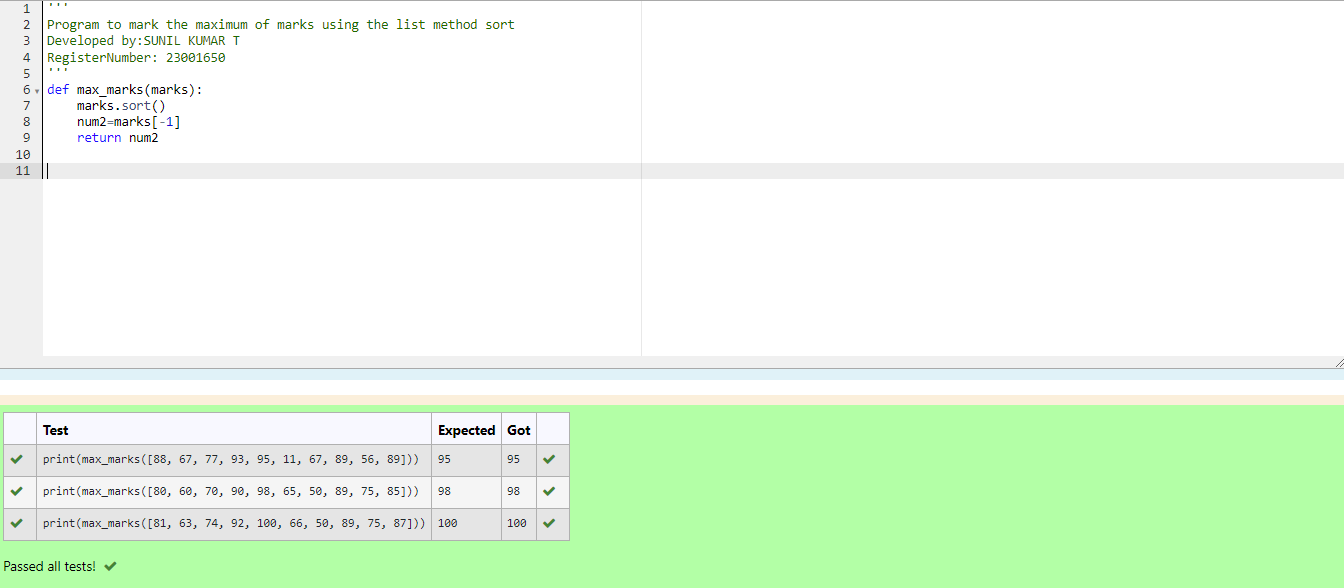 1 '''
2 Program to mark the maximum of marks using the list method sort
3 Developed by:SUNIL KUMAR T
4 RegisterNumber: 23001650
5 '''
6 def max_marks(marks):
7     marks.sort()
8     num2=marks[-1]
9     return num2
10
11
Test Expected Got
print(max_marks([88, 67, 77, 93, 95, 11, 67, 89, 56, 89])) 95 95
print(max_marks([80, 60, 70, 90, 98, 65, 50, 89, 75, 85])) 98 98
print(max_marks([81, 63, 74, 92, 100, 66, 50, 89, 75, 87])) 100 100
Passed all tests!